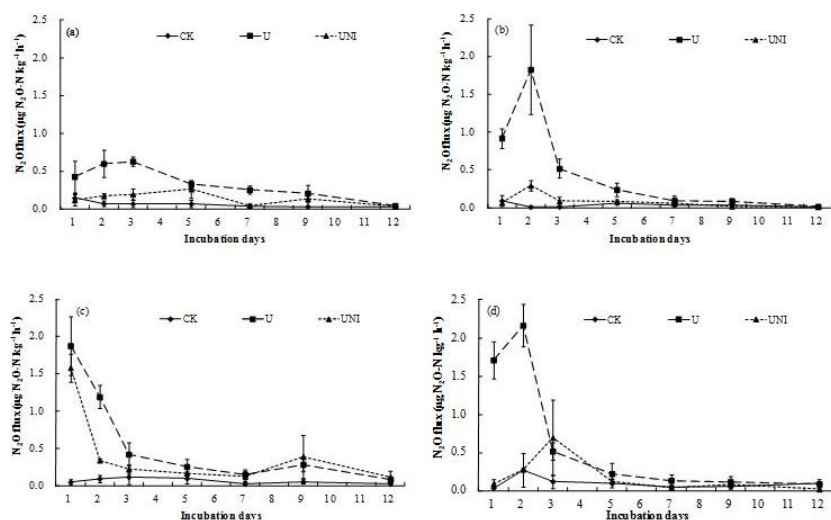 (a) CK U UNI
N₂O flux (µg N₂O-N kg⁻¹h⁻¹)
2.5
2.0
1.5
1.0
0.5
0.0
1 2 3 4 5 6 7 8 9 10 11 12
Incubation days
(b) CK U UNI
N₂O flux (µg N₂O-N kg⁻¹h⁻¹)
2.5
2.0
1.5
1.0
0.5
0.0
1 2 3 4 5 6 7 8 9 10 11 12
Incubation days
(c) CK U UNI
N₂O flux (µg N₂O-N kg⁻¹h⁻¹)
2.5
2.0
1.5
1.0
0.5
0.0
1 2 3 4 5 6 7 8 9 10 11 12
Incubation days
(d) CK U UNI
N₂O flux (µg N₂O-N kg⁻¹h⁻¹)
2.5
2.0
1.5
1.0
0.5
0.0
1 2 3 4 5 6 7 8 9 10 11 12
Incubation days